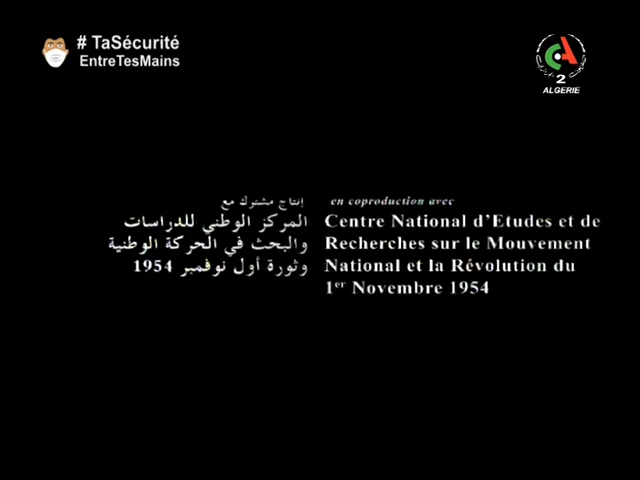 # TaSécurité
EntreTesMains
2
ALGERIE
إنتاج مشترك مع
المركز الوطني للدراسات
والبحث في الحركة الوطنية
وثورة أول نوفمبر 1954
en coproduction avec
Centre National d'Etudes et de
Recherches sur le Mouvement
National et la Révolution du
1er Novembre 1954